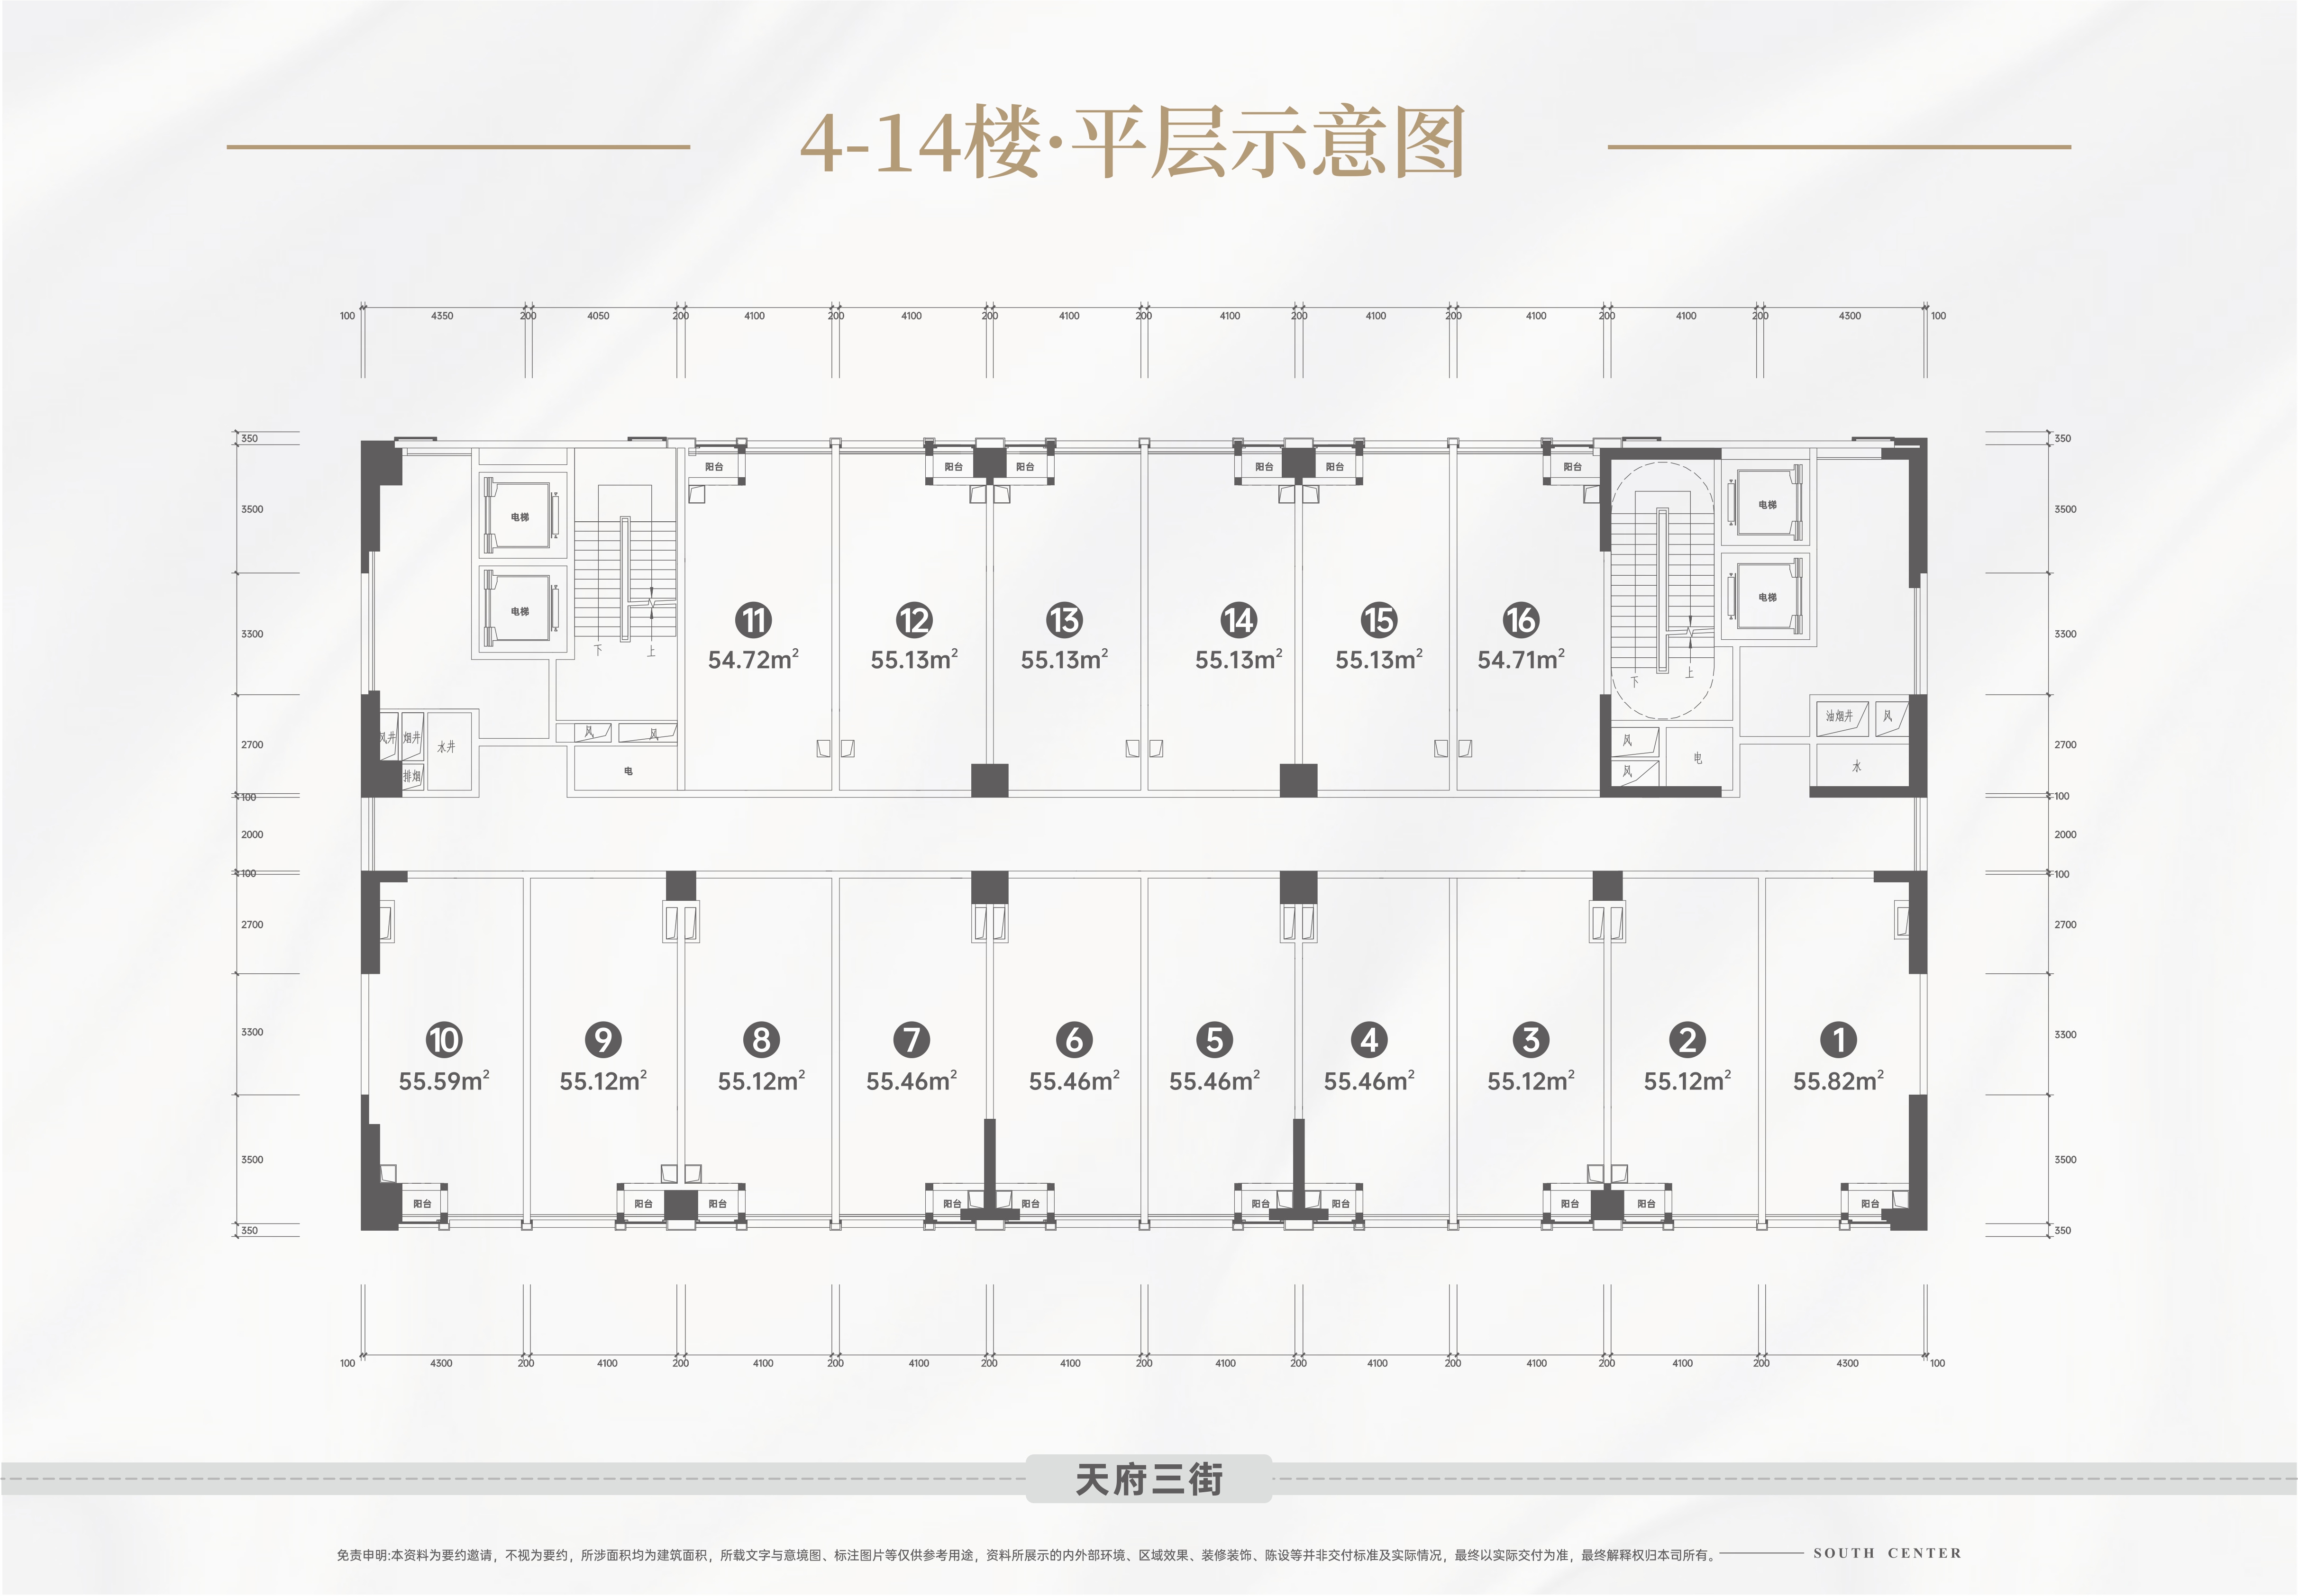 4-14楼·平层示意图
100 4350 200 4050 200 4100 200 4100 200 4100 200 4100 200 4100 200 4100 200 4100 200 4300 100
350 350
阳台 阳台 阳台 阳台 阳台 阳台
3500 电梯 电梯 3500
电梯 电梯
11 12 13 14 15 16
3300 3300
下 上 54.72m² 55.13m² 55.13m² 55.13m² 55.13m² 54.71m² 下 上
风井 烟井 水井 风 风 油烟井 风
2700 风 电 2700
排烟 电 风 水
100 100
2000 2000
100 100
2700 2700
3300 10 9 8 7 6 5 4 3 2 1 3300
55.59m² 55.12m² 55.12m² 55.46m² 55.46m² 55.46m² 55.46m² 55.12m² 55.12m² 55.82m²
3500 3500
阳台 阳台 阳台 阳台 阳台 阳台 阳台 阳台 阳台 阳台
350 350
100 4300 200 4100 200 4100 200 4100 200 4100 200 4100 200 4100 200 4100 200 4100 200 4300 100
天府三街
免责申明:本资料为要约邀请，不视为要约，所涉面积均为建筑面积，所载文字与意境图、标注图片等仅供参考用途，资料所展示的内外部环境、区域效果、装修装饰、陈设等并非交付标准及实际情况，最终以实际交付为准，最终解释权归本司所有。 SOUTH CENTER